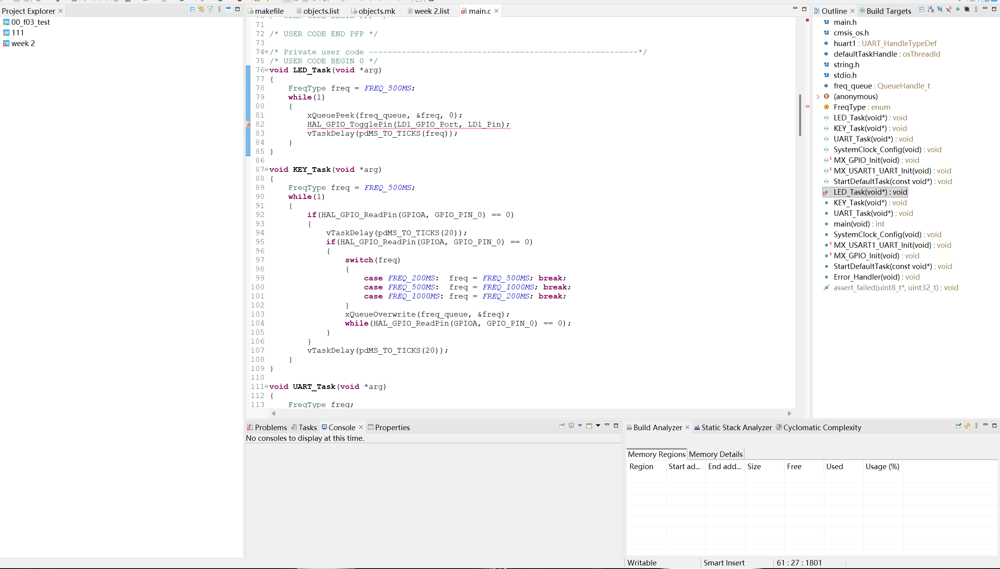 Project Explorer
00_f03_test
111
week 2
makefile
objects.list
objects.mk
week 2.list
main.c
71
72 /* USER CODE END PFP */
73
74 /* Private user code ---------------------------------------------------------*/
75 /* USER CODE BEGIN 0 */
76 void LED_Task(void *arg)
77 {
78 FreqType freq = FREQ_500MS;
79 while(1)
80 {
81 xQueuePeek(freq_queue, &freq, 0);
82 HAL_GPIO_TogglePin(LD1_GPIO_Port, LD1_Pin);
83 vTaskDelay(pdMS_TO_TICKS(freq));
84 }
85 }
86
87 void KEY_Task(void *arg)
88 {
89 FreqType freq = FREQ_500MS;
90 while(1)
91 {
92 if(HAL_GPIO_ReadPin(GPIOA, GPIO_PIN_0) == 0)
93 {
94 vTaskDelay(pdMS_TO_TICKS(20));
95 if(HAL_GPIO_ReadPin(GPIOA, GPIO_PIN_0) == 0)
96 {
97 switch(freq)
98 {
99 case FREQ_200MS: freq = FREQ_500MS; break;
100 case FREQ_500MS: freq = FREQ_1000MS; break;
101 case FREQ_1000MS: freq = FREQ_200MS; break;
102 }
103 xQueueOverwrite(freq_queue, &freq);
104 while(HAL_GPIO_ReadPin(GPIOA, GPIO_PIN_0) == 0);
105 }
106 }
107 vTaskDelay(pdMS_TO_TICKS(20));
108 }
109 }
110
111 void UART_Task(void *arg)
112 {
113 FreqType freq;
Outline
Build Targets
main.h
cmsis_os.h
huart1 : UART_HandleTypeDef
defaultTaskHandle : osThreadId
string.h
stdio.h
freq_queue : QueueHandle_t
(anonymous)
FreqType : enum
LED_Task(void*) : void
KEY_Task(void*) : void
UART_Task(void*) : void
SystemClock_Config(void) : void
MX_GPIO_Init(void) : void
MX_USART1_UART_Init(void) : void
StartDefaultTask(const void*) : void
LED_Task(void*) : void
KEY_Task(void*) : void
UART_Task(void*) : void
main(void) : int
SystemClock_Config(void) : void
MX_USART1_UART_Init(void) : void
MX_GPIO_Init(void) : void
StartDefaultTask(const void*) : void
Error_Handler(void) : void
assert_failed(uint8_t*, uint32_t) : void
Problems
Tasks
Console
Properties
No consoles to display at this time.
Build Analyzer
Static Stack Analyzer
Cyclomatic Complexity
Memory Regions
Memory Details
Region
Start ad...
End add...
Size
Free
Used
Usage (%)
Writable
Smart Insert
61 : 27 : 1801